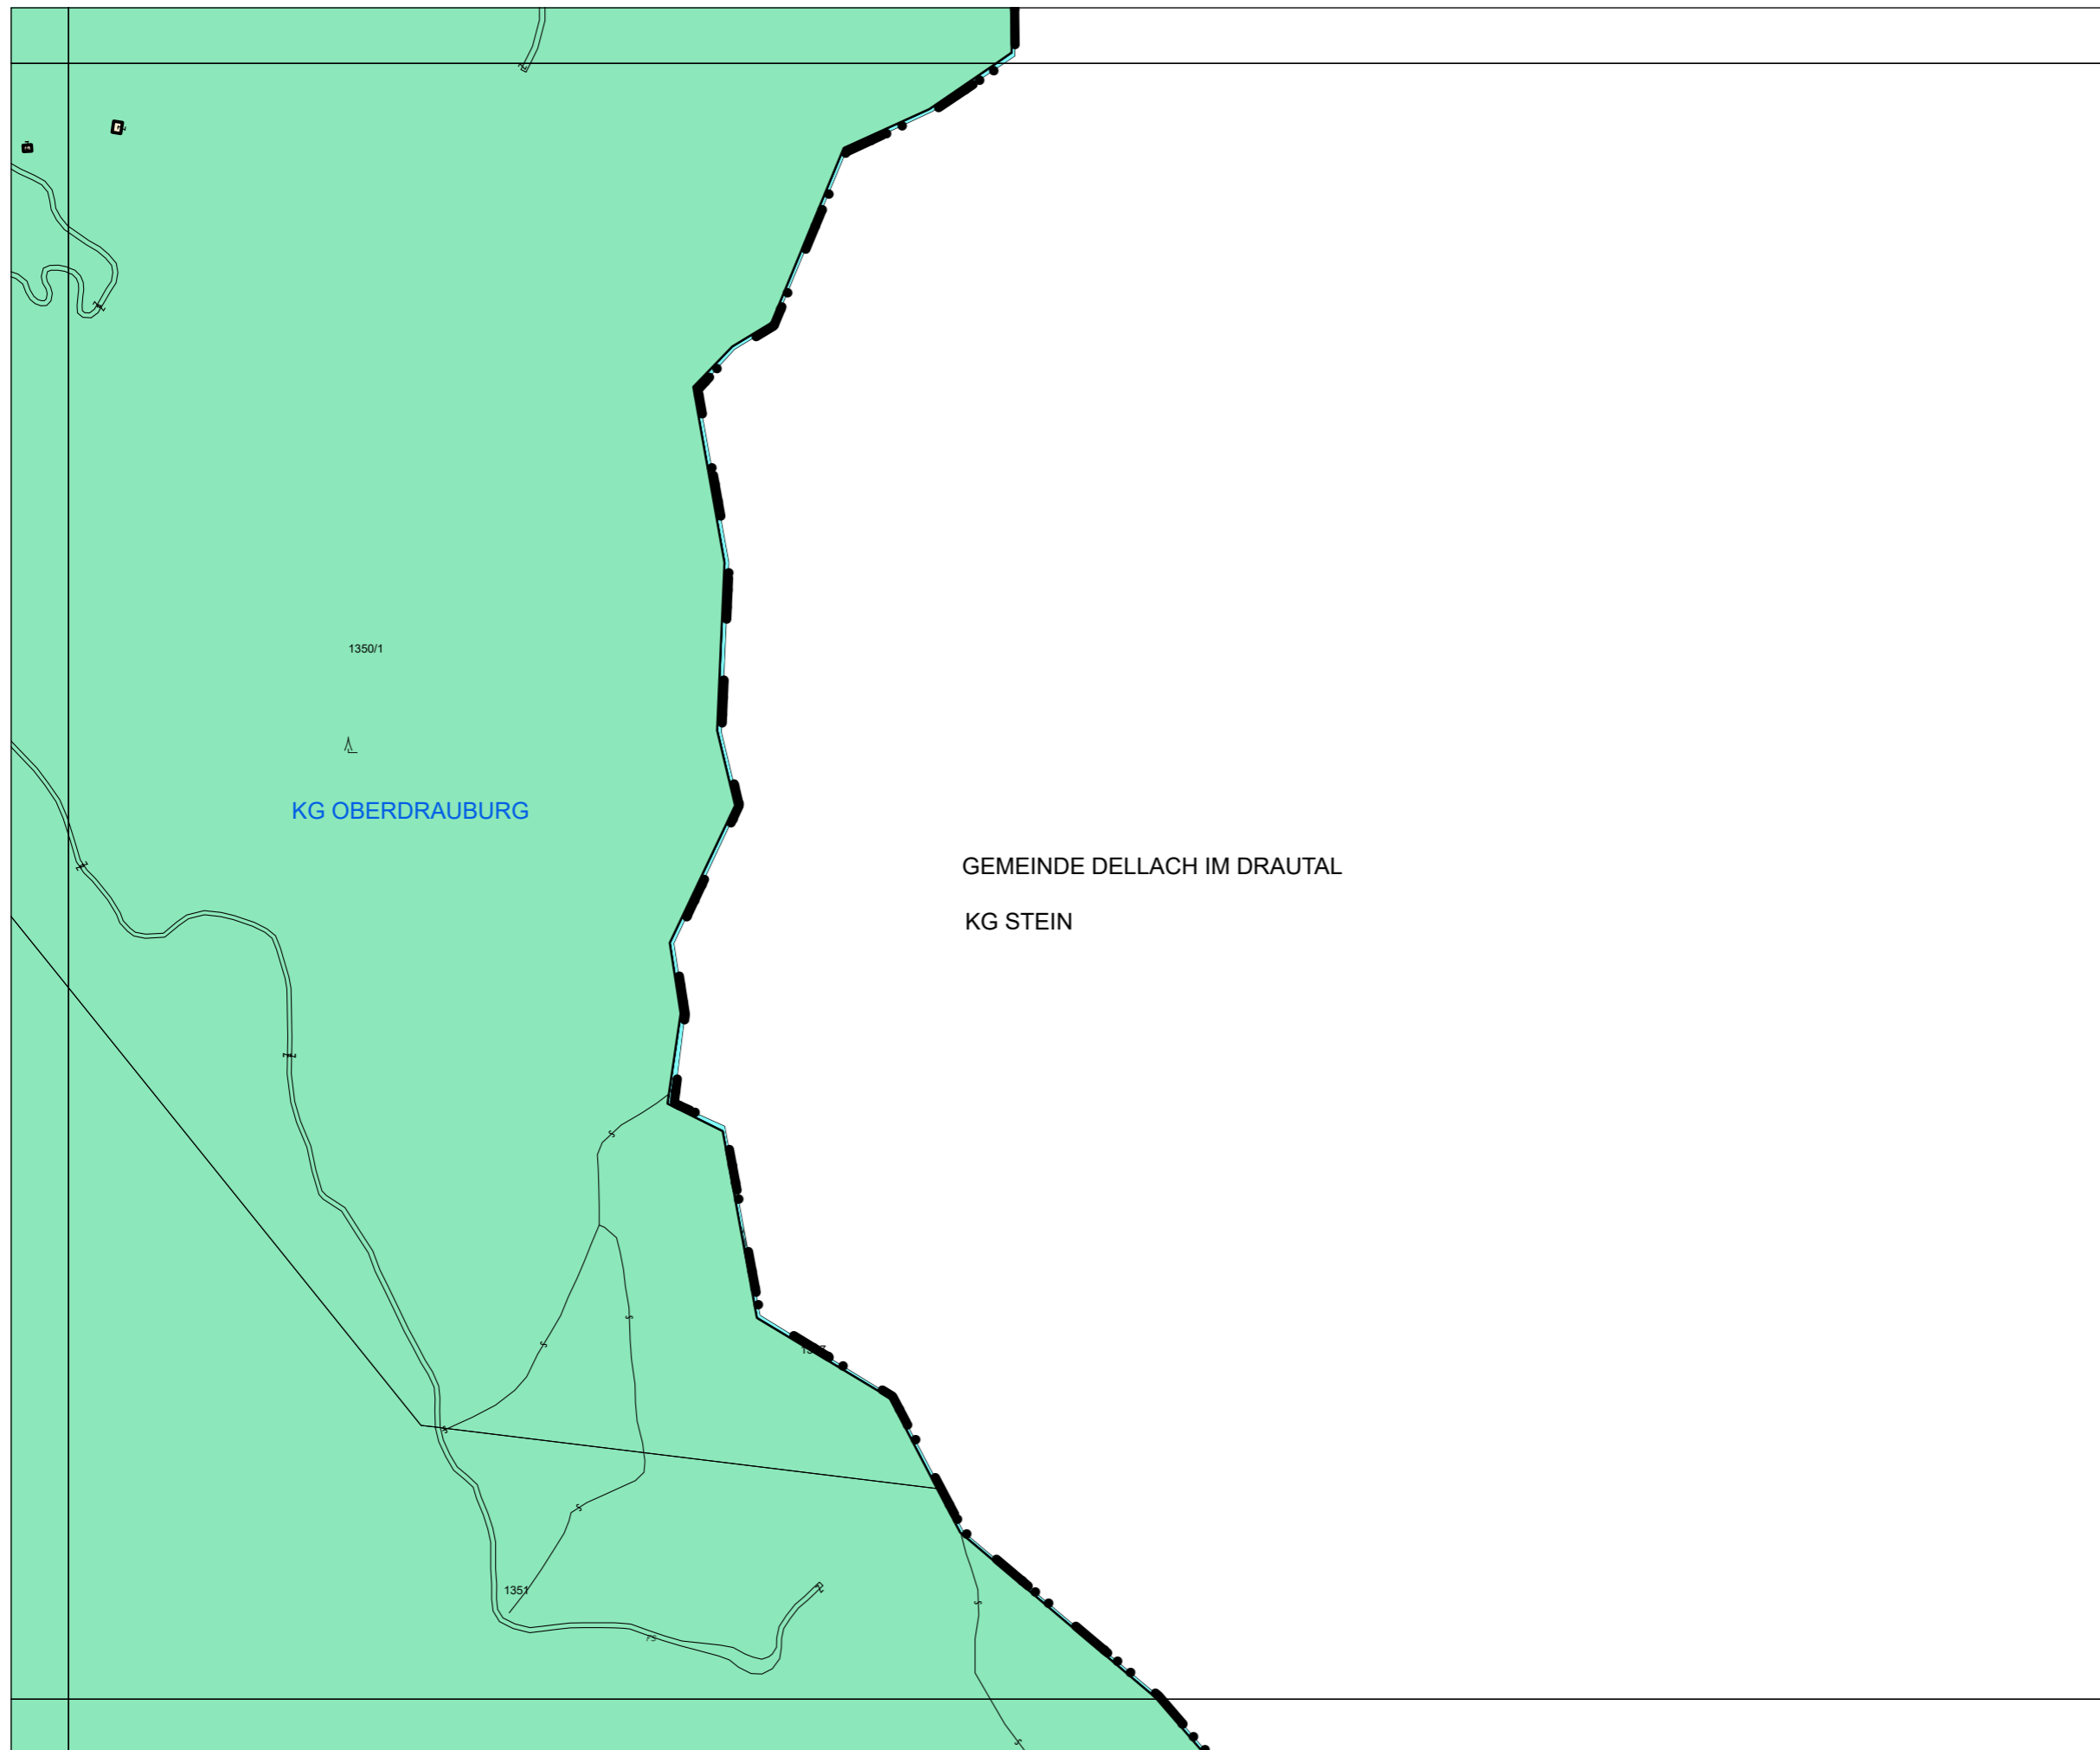 1350/1
KG OBERDRAUBURG
GEMEINDE DELLACH IM DRAUTAL
KG STEIN
1351